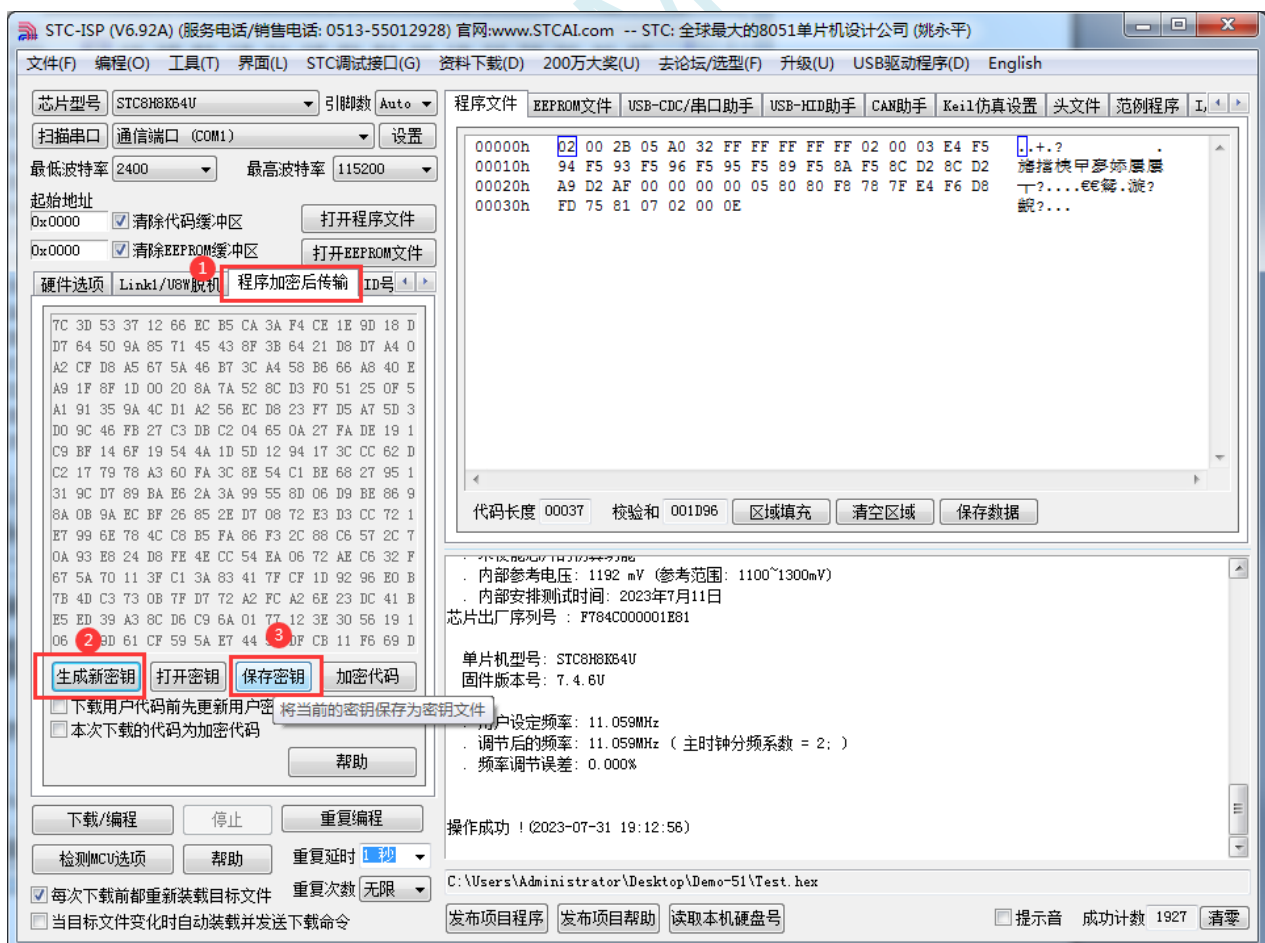 STC-ISP (V6.92A) (服务电话/销售电话: 0513-55012928) 官网:www.STCAI.com -- STC: 全球最大的8051单片机设计公司 (姚永平)
文件(F) 编程(O) 工具(T) 界面(L) STC调试接口(G) 资料下载(D) 200万大奖(U) 去论坛/选型(F) 升级(U) USB驱动程序(D) English
芯片型号 STC8H8K64U 引脚数 Auto
扫描串口 通信端口 (COM1) 设置
最低波特率 2400 最高波特率 115200
起始地址
0x0000 清除代码缓冲区 打开程序文件
0x0000 清除EEPROM缓冲区 打开EEPROM文件
1
硬件选项 Link1/U8W脱机 程序加密后传输 ID号
7C 3D 53 37 12 66 EC B5 CA 3A F4 CE 1E 9D 18 D
D7 64 50 9A 85 71 45 43 8F 3B 64 21 D8 D7 A4 0
A2 CF D8 A5 67 5A 46 B7 3C A4 58 B6 66 A8 40 E
A9 1F 8F 1D 00 20 8A 7A 52 8C D3 F0 51 25 0F 5
A1 91 35 9A 4C D1 A2 56 EC D8 23 F7 D5 A7 5D 3
D0 9C 46 FB 27 C3 DB C2 04 65 0A 27 FA DE 19 1
C9 BF 14 6F 19 54 4A 1D 5D 12 94 17 3C CC 62 D
C2 17 79 78 A3 60 FA 3C 8E 54 C1 BE 68 27 95 1
31 9C D7 89 BA E6 2A 3A 99 55 8D 06 D9 BE 86 9
8A 0B 9A EC BF 26 85 2E D7 08 72 E3 D3 CC 72 1
E7 99 6E 78 4C C8 B5 FA 86 F3 2C 88 C6 57 2C 7
0A 93 E8 24 D8 FE 4E CC 54 EA 06 72 AE C6 32 F
67 5A 70 11 3F C1 3A 83 41 7F CF 1D 92 96 E0 B
7B 4D C3 73 0B 7F D7 72 A2 FC A2 6E 23 DC 41 B
E5 ED 39 A3 8C D6 C9 6A 01 77 12 3E 30 56 19 1
06 9D 61 CF 59 5A E7 44 DF CB 11 F6 69 D
2
3
生成新密钥 打开密钥 保存密钥 加密代码
下载用户代码前先更新用户密
将当前的密钥保存为密钥文件
本次下载的代码为加密代码
帮助
下载/编程 停止 重复编程
检测MCU选项 帮助 重复延时 1 秒
每次下载前都重新装载目标文件 重复次数 无限
当目标文件变化时自动装载并发送下载命令
程序文件 EEPROM文件 USB-CDC/串口助手 USB-HID助手 CAN助手 Keil仿真设置 头文件 范例程序 I,
00000h 02 00 2B 05 A0 32 FF FF FF FF FF 02 00 03 E4 F5 ..+.? .
00010h 94 F5 93 F5 96 F5 95 F5 89 F5 8A F5 8C D2 8C D2
00020h A9 D2 AF 00 00 00 00 05 80 80 F8 78 7F E4 F6 D8
00030h FD 75 81 07 02 00 0E
代码长度 00037 校验和 001D96 区域填充 清空区域 保存数据
. 内部参考电压: 1192 mV (参考范围: 1100~1300mV)
. 内部安排测试时间: 2023年7月11日
芯片出厂序列号 : F784C000001E81
单片机型号: STC8H8K64U
固件版本号: 7.4.6U
. 用户设定频率: 11.059MHz
. 调节后的频率: 11.059MHz ( 主时钟分频系数 = 2; )
. 频率调节误差: 0.000%
操作成功 !(2023-07-31 19:12:56)
C:\Users\Administrator\Desktop\Demo-51\Test.hex
发布项目程序 发布项目帮助 读取本机硬盘号 提示音 成功计数 1927 清零